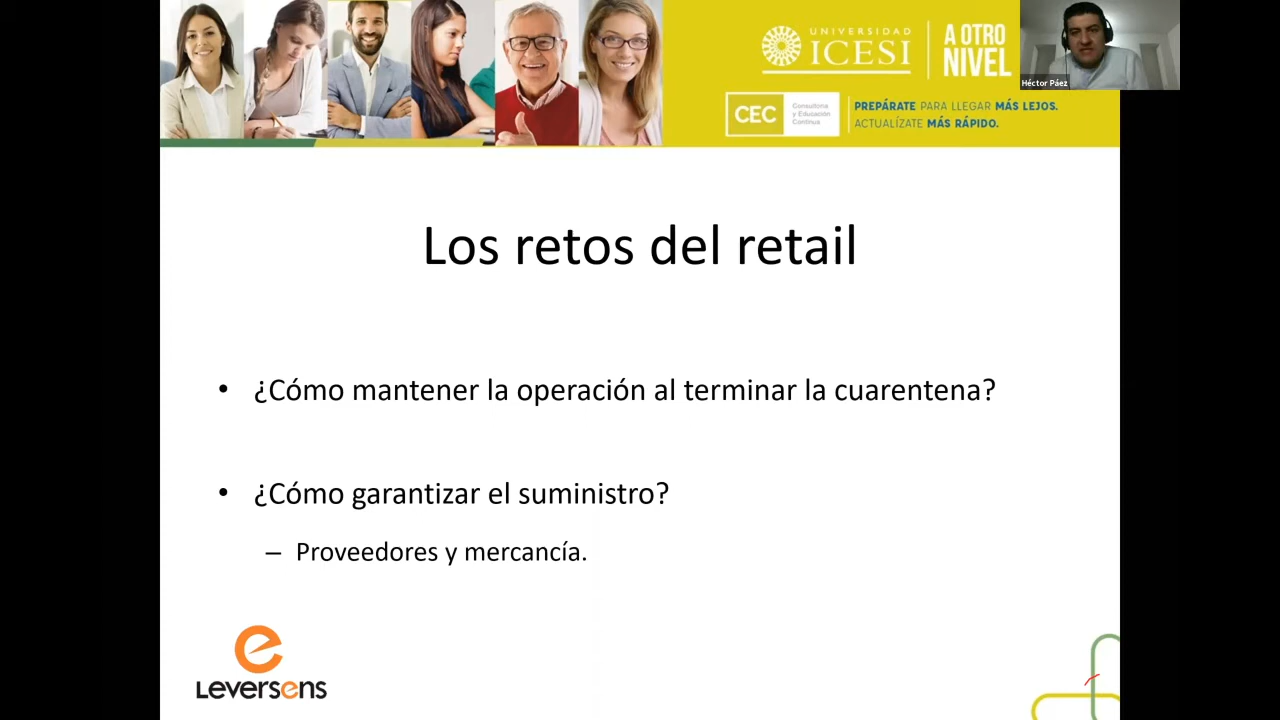 UNIVERSIDAD
ICESI
A OTRO
NIVEL
Héctor Páez
CEC
Consultoría
y Educación
Continua
PREPÁRATE PARA LLEGAR MÁS LEJOS.
ACTUALÍZATE MÁS RÁPIDO.
Los retos del retail
• ¿Cómo mantener la operación al terminar la cuarentena?
• ¿Cómo garantizar el suministro?
– Proveedores y mercancía.
Leversens